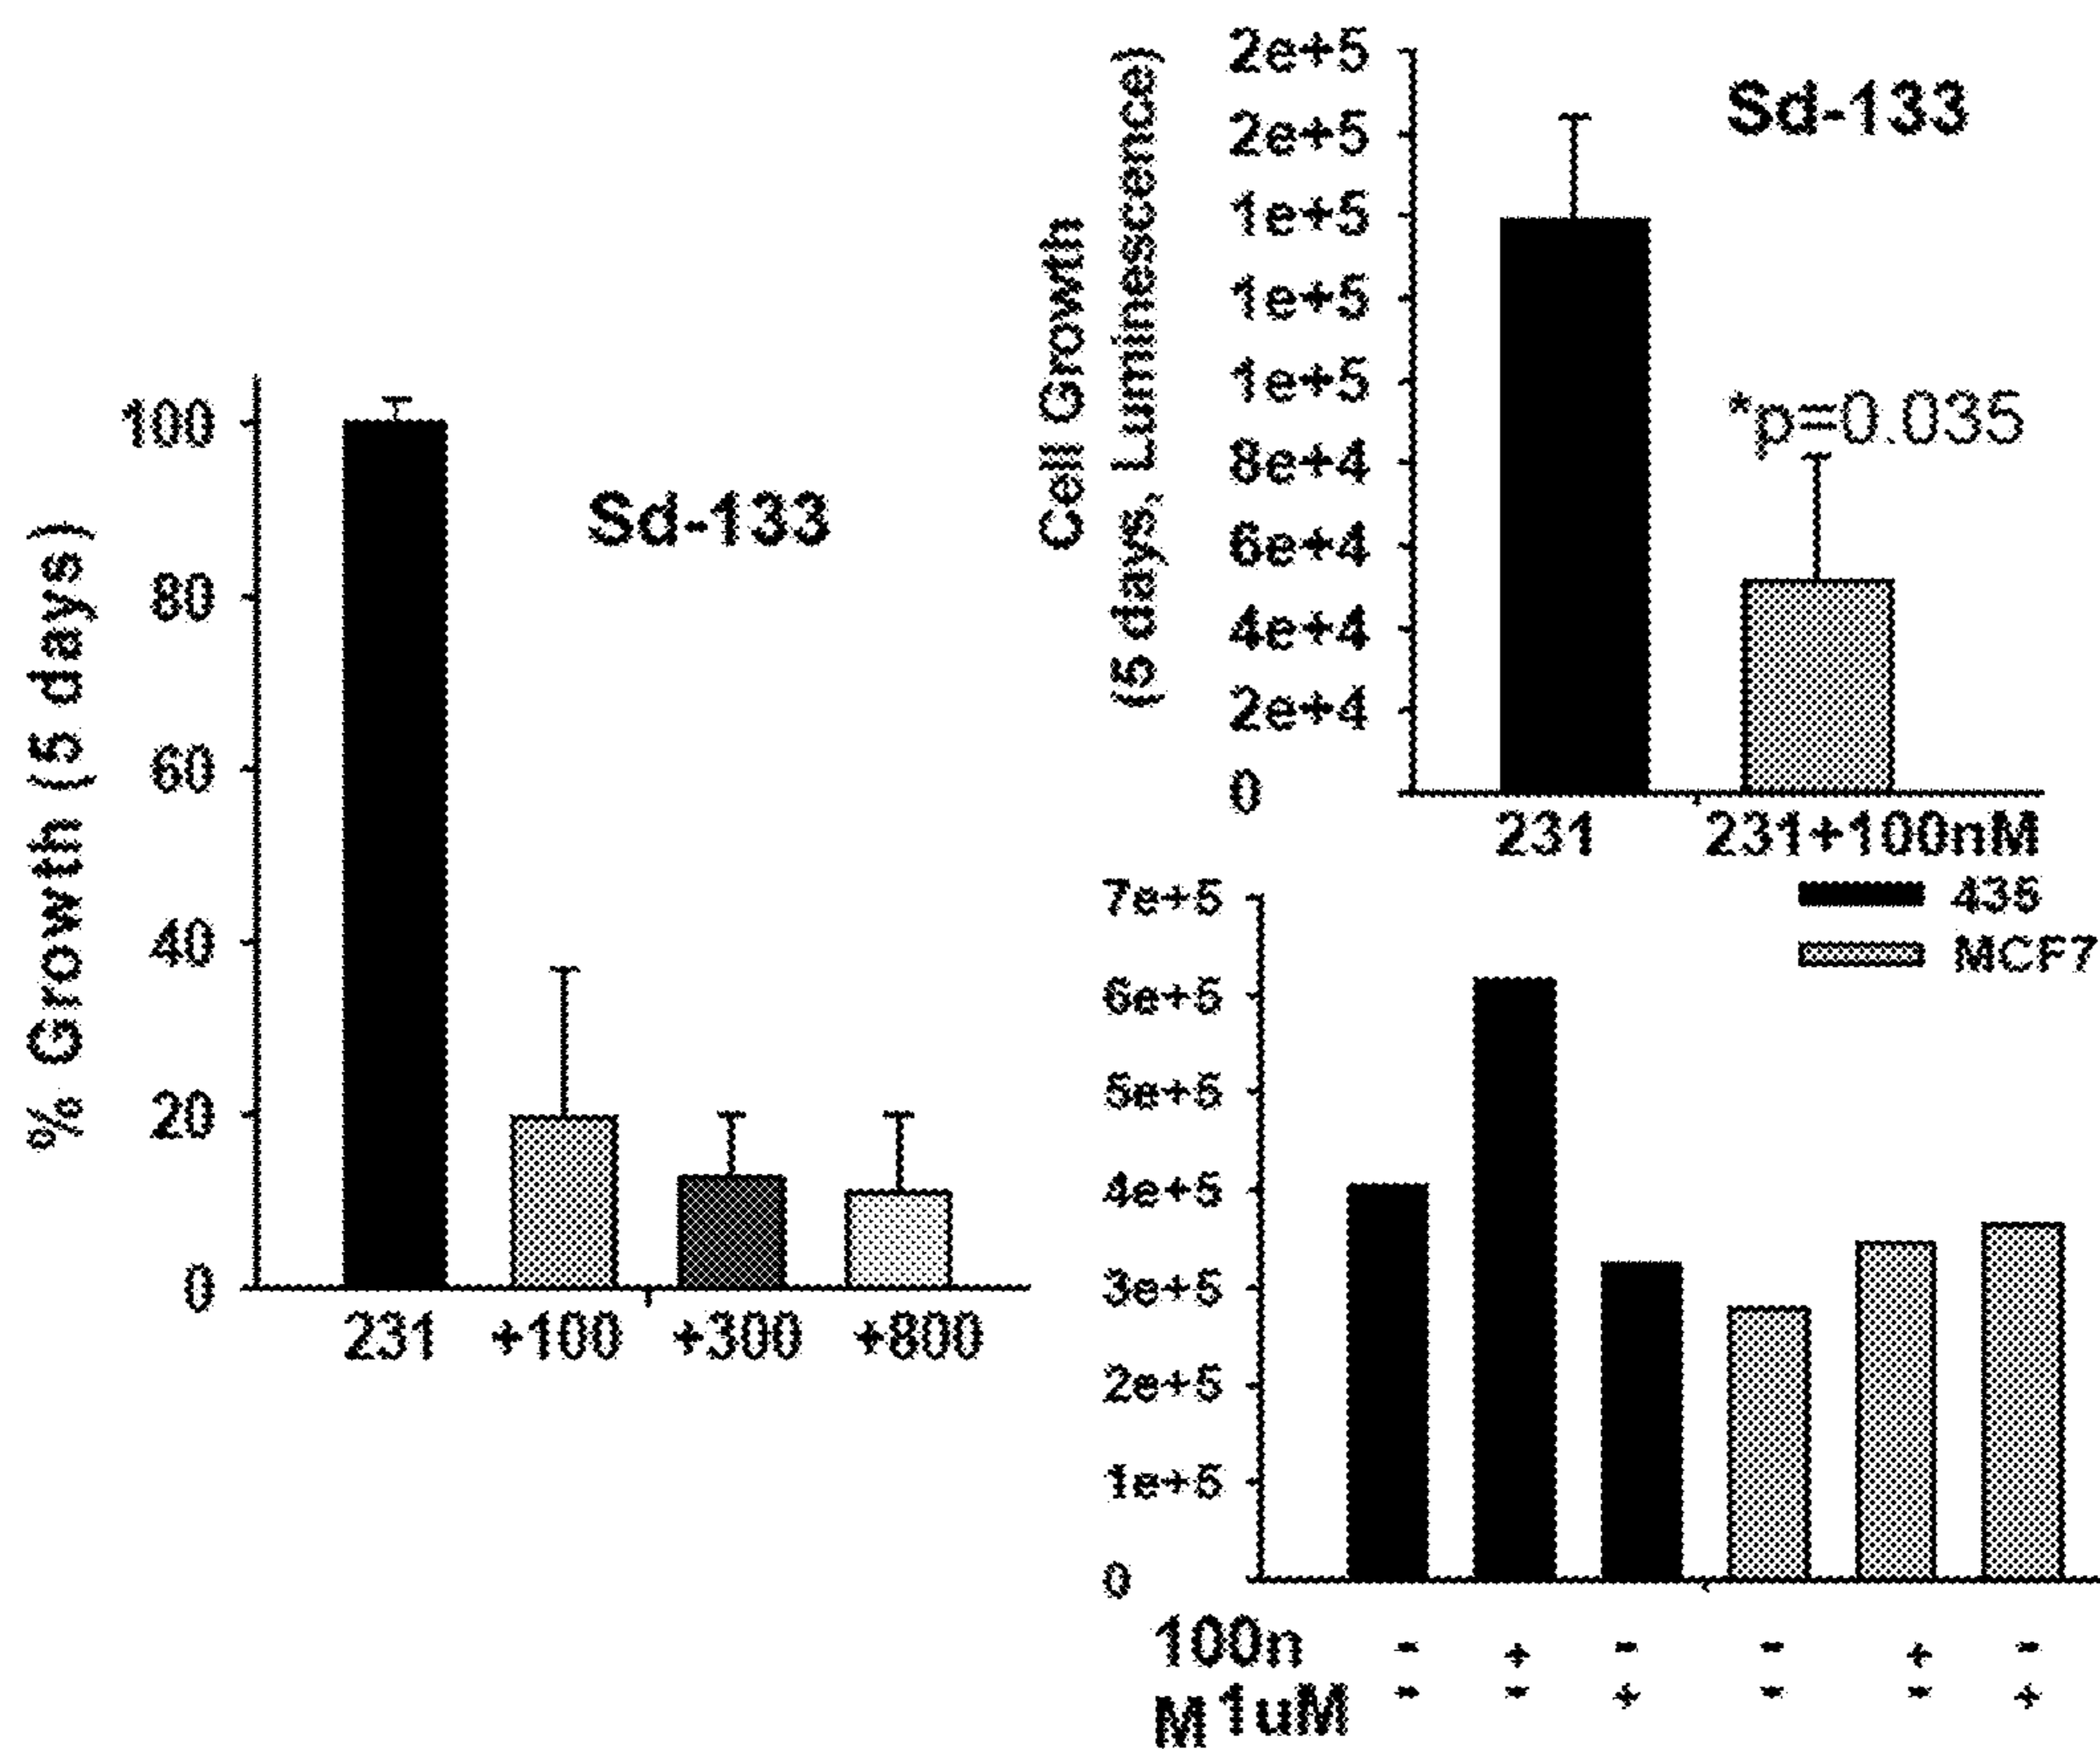 % Growth (5 days)
100
80
60
40
20
0
Sd-133
231 +100 +300 +800
Cell Growth
(5 days, Luminescence)
2e+5
2e+5
1e+5
1e+5
1e+5
8e+4
6e+4
4e+4
2e+4
0
Sd-133
*p=0.035
231 231+100nM
435
MCF7
7e+5
6e+5
5e+5
4e+5
3e+5
2e+5
1e+5
0
100n - + - - + -
M 1uM - - + - - +